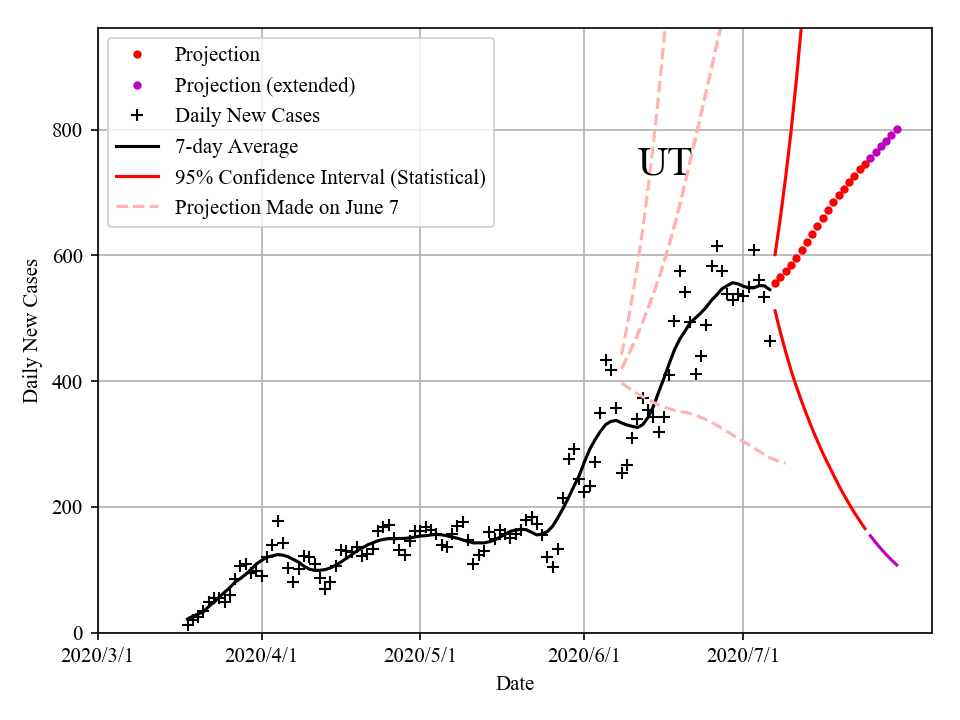 Projection
Projection (extended)
Daily New Cases
7-day Average
95% Confidence Interval (Statistical)
Projection Made on June 7
UT
800
600
400
200
0
Daily New Cases
2020/3/1 2020/4/1 2020/5/1 2020/6/1 2020/7/1
Date